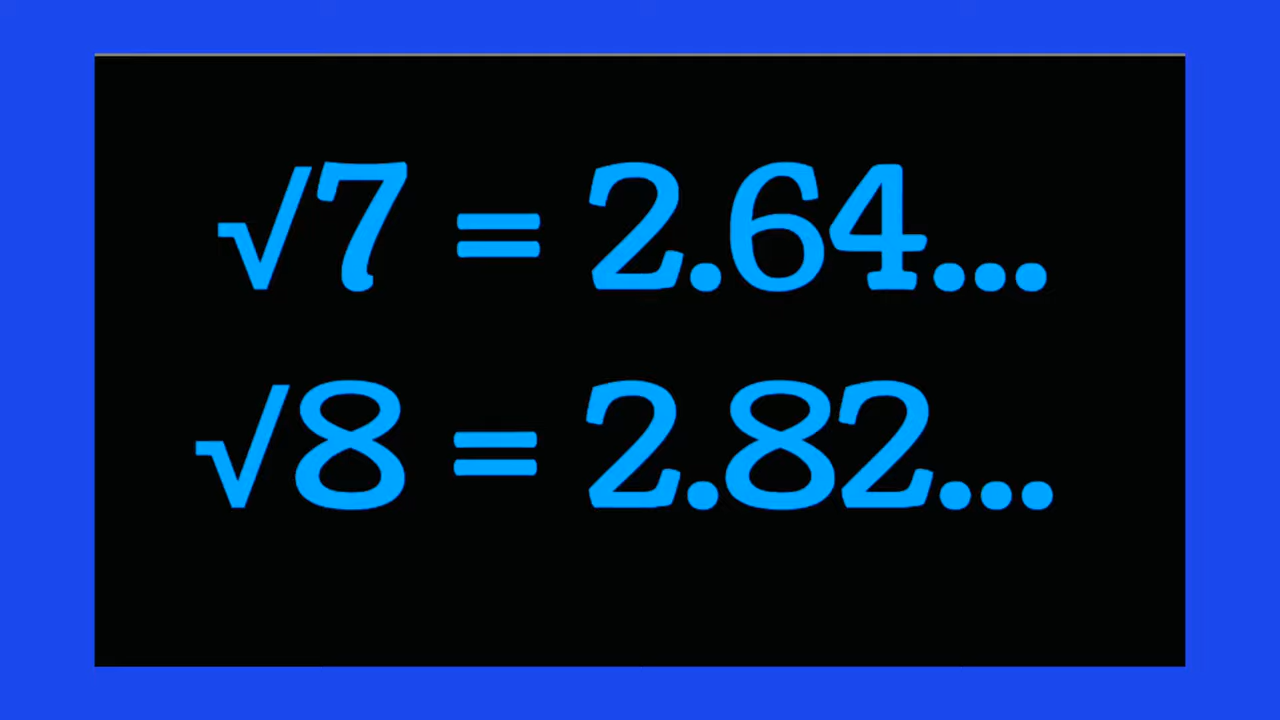 √7 = 2.64...
√8 = 2.82...